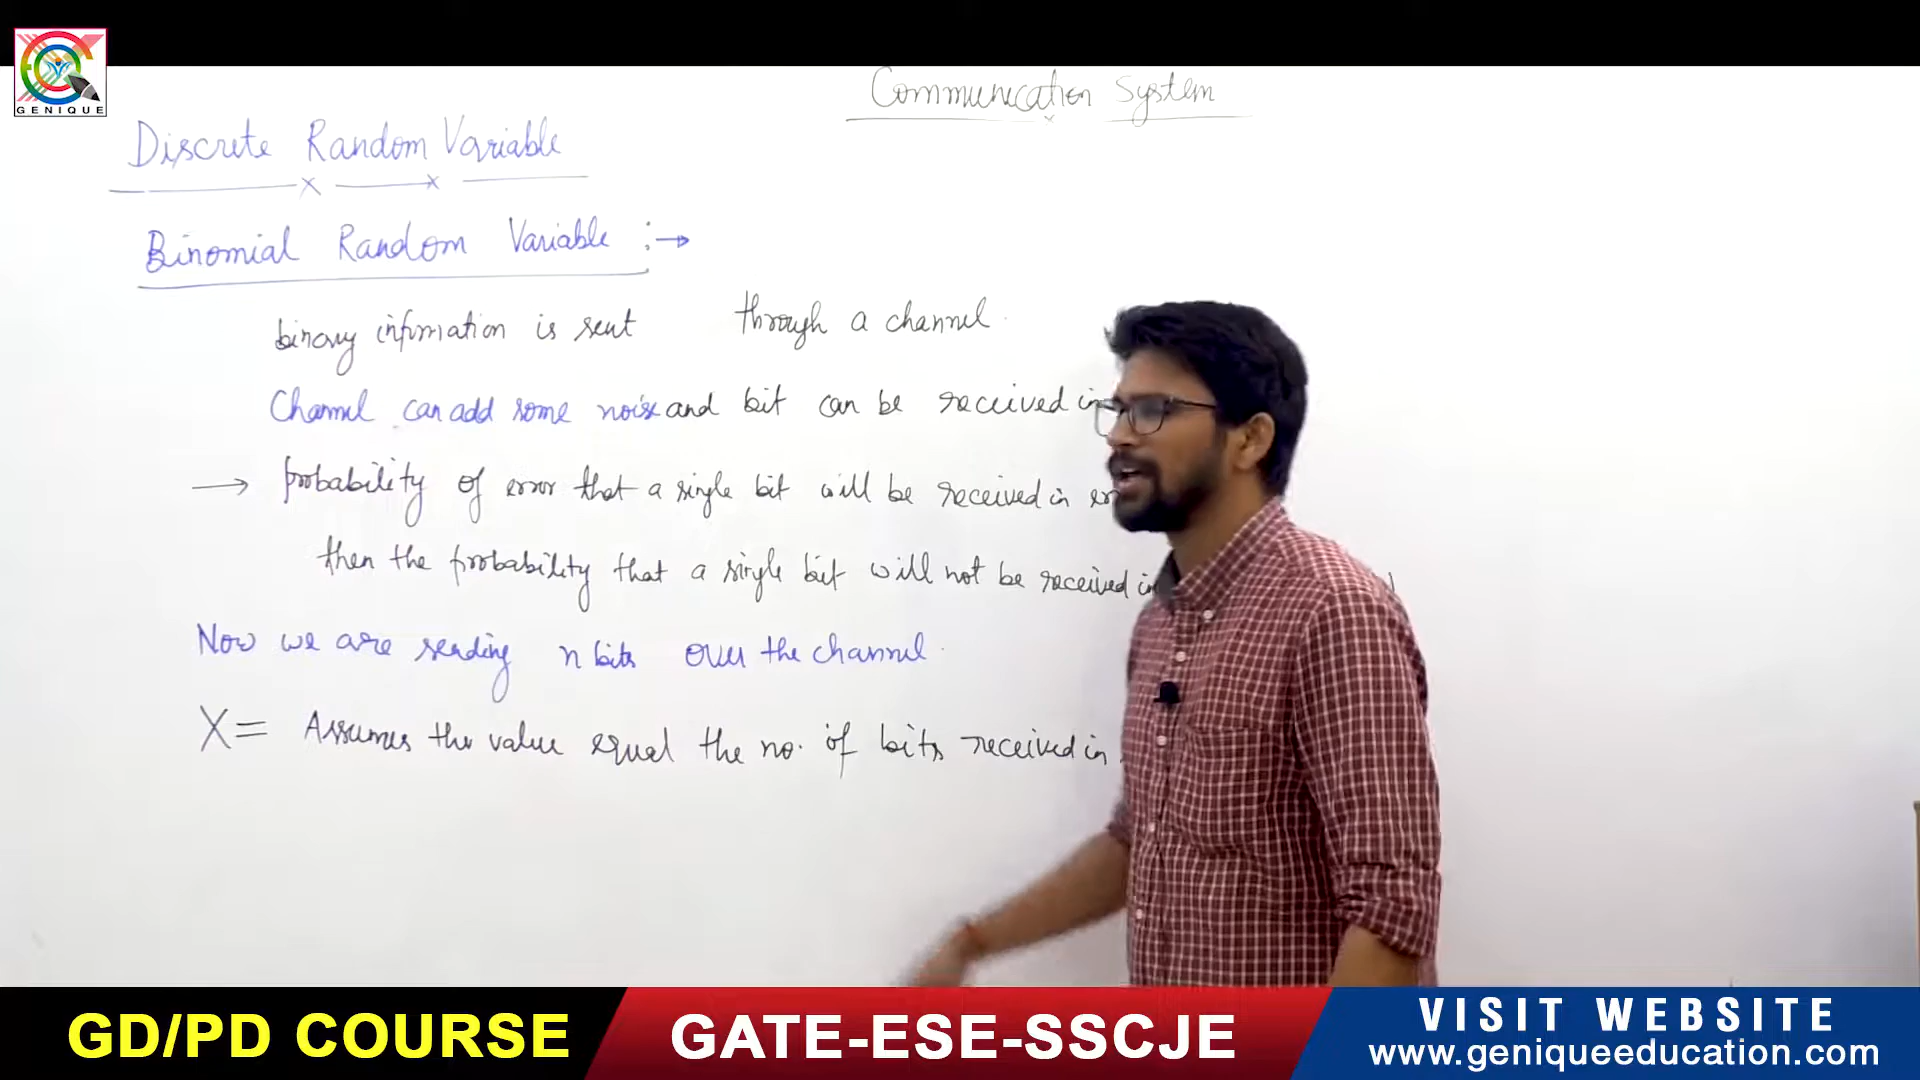 GENIQUE
Communication System
Discrete Random Variable
Binomial Random Variable :→
binary infirmation is sent through a channel.
Channel can add some noise and bit can be received in
→ probability of error that a single bit will be received in
then the probability that a single bit will not be received in
Now we are sending n bits over the channel.
X = Assumes the value equal the no. of bits received in
GD/PD COURSE
GATE-ESE-SSCJE
VISIT WEBSITE
www.geniqueeducation.com